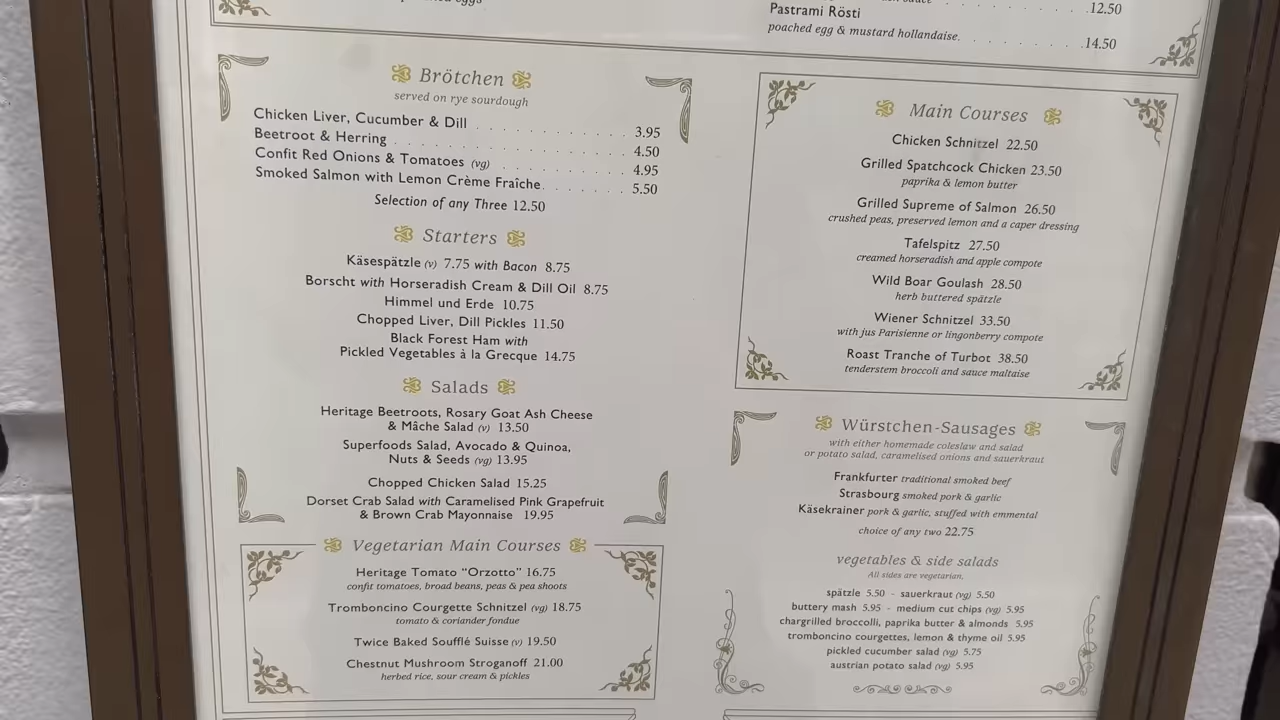 eggs
12.50
Pastrami Rösti
poached egg & mustard hollandaise. . . . . . . . .14.50
Brötchen
served on rye sourdough
Chicken Liver, Cucumber & Dill . . . . . . . . . . . 3.95
Beetroot & Herring . . . . . . . . . . . . . . . . 4.50
Confit Red Onions & Tomatoes (vg) . . . . . . . . . . 4.95
Smoked Salmon with Lemon Crème Fraîche. . . . . . . 5.50
Selection of any Three 12.50
Starters
Käsespätzle (v) 7.75 with Bacon 8.75
Borscht with Horseradish Cream & Dill Oil 8.75
Himmel und Erde 10.75
Chopped Liver, Dill Pickles 11.50
Black Forest Ham with
Pickled Vegetables à la Grecque 14.75
Salads
Heritage Beetroots, Rosary Goat Ash Cheese
& Mâche Salad (v) 13.50
Superfoods Salad, Avocado & Quinoa,
Nuts & Seeds (vg) 13.95
Chopped Chicken Salad 15.25
Dorset Crab Salad with Caramelised Pink Grapefruit
& Brown Crab Mayonnaise 19.95
Vegetarian Main Courses
Heritage Tomato “Orzotto” 16.75
confit tomatoes, broad beans, peas & pea shoots
Tromboncino Courgette Schnitzel (vg) 18.75
tomato & coriander fondue
Twice Baked Soufflé Suisse (v) 19.50
Chestnut Mushroom Stroganoff 21.00
herbed rice, sour cream & pickles
Main Courses
Chicken Schnitzel 22.50
Grilled Spatchcock Chicken 23.50
paprika & lemon butter
Grilled Supreme of Salmon 26.50
crushed peas, preserved lemon and a caper dressing
Tafelspitz 27.50
creamed horseradish and apple compote
Wild Boar Goulash 28.50
herb buttered spätzle
Wiener Schnitzel 33.50
with jus Parisienne or lingonberry compote
Roast Tranche of Turbot 38.50
tenderstem broccoli and sauce maltaise
Würstchen-Sausages
with either homemade coleslaw and salad
or potato salad, caramelised onions and sauerkraut
Frankfurter traditional smoked beef
Strasbourg smoked pork & garlic
Käsekrainer pork & garlic, stuffed with emmental
choice of any two 22.75
vegetables & side salads
All sides are vegetarian,
spätzle 5.50 - sauerkraut (vg) 5.50
buttery mash 5.95 - medium cut chips (vg) 5.95
chargrilled broccoli, paprika butter & almonds 5.95
tromboncino courgettes, lemon & thyme oil 5.95
pickled cucumber salad (vg) 5.75
austrian potato salad (vg) 5.95